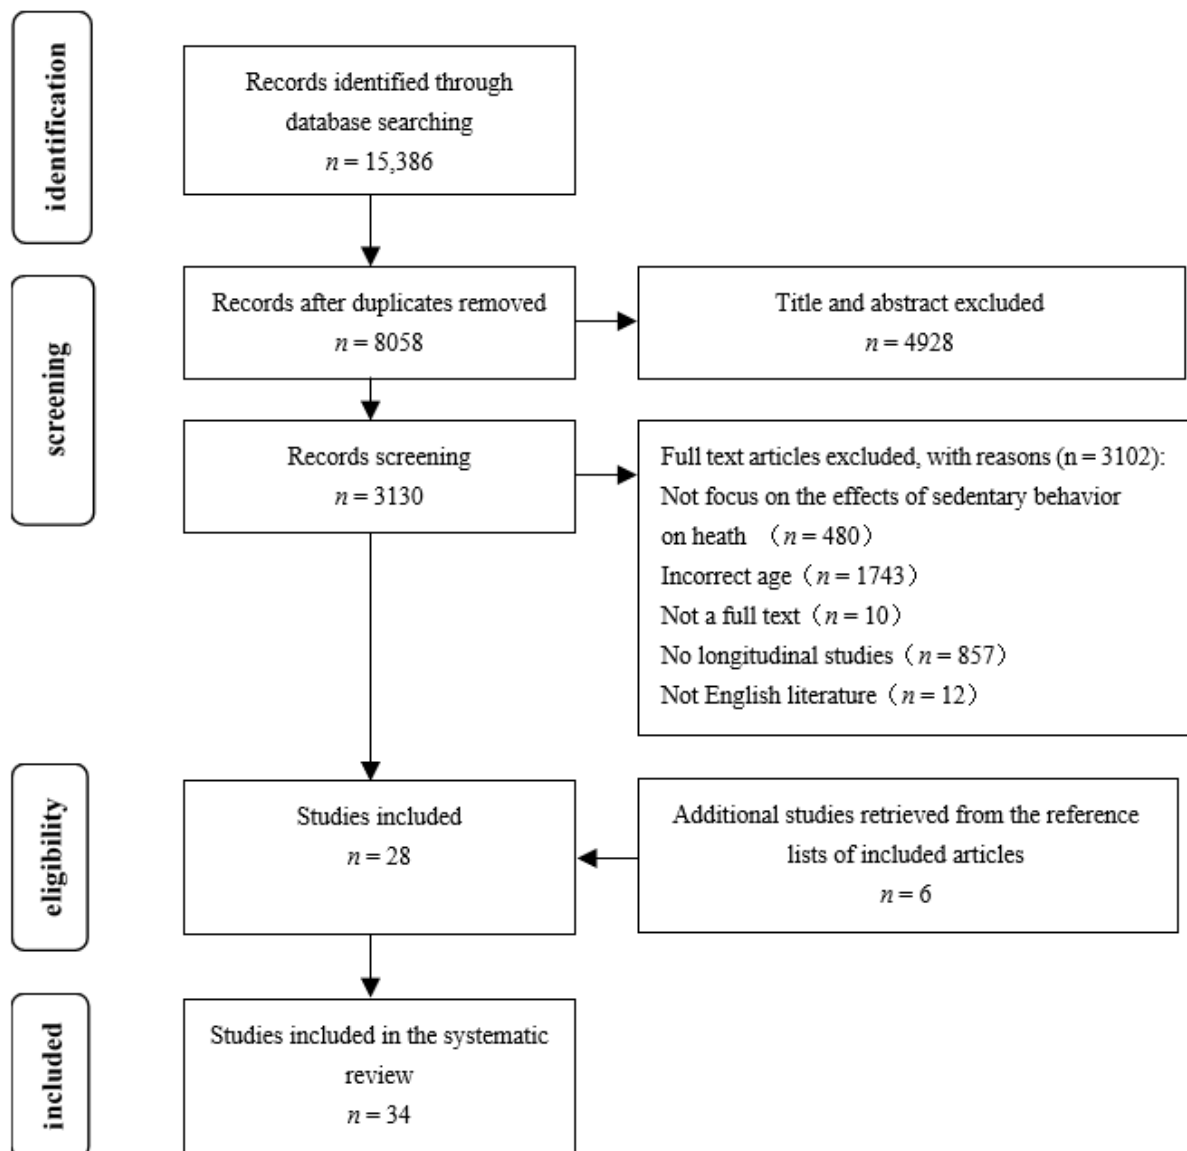 identification
Records identified through
database searching
n = 15,386
screening
Records after duplicates removed
n = 8058
Title and abstract excluded
n = 4928
Records screening
n = 3130
Full text articles excluded, with reasons (n = 3102):
Not focus on the effects of sedentary behavior
on heath （n = 480）
Incorrect age（n = 1743）
Not a full text（n = 10）
No longitudinal studies（n = 857）
Not English literature（n = 12）
eligibility
Studies included
n = 28
Additional studies retrieved from the reference
lists of included articles
n = 6
included
Studies included in the systematic
review
n = 34